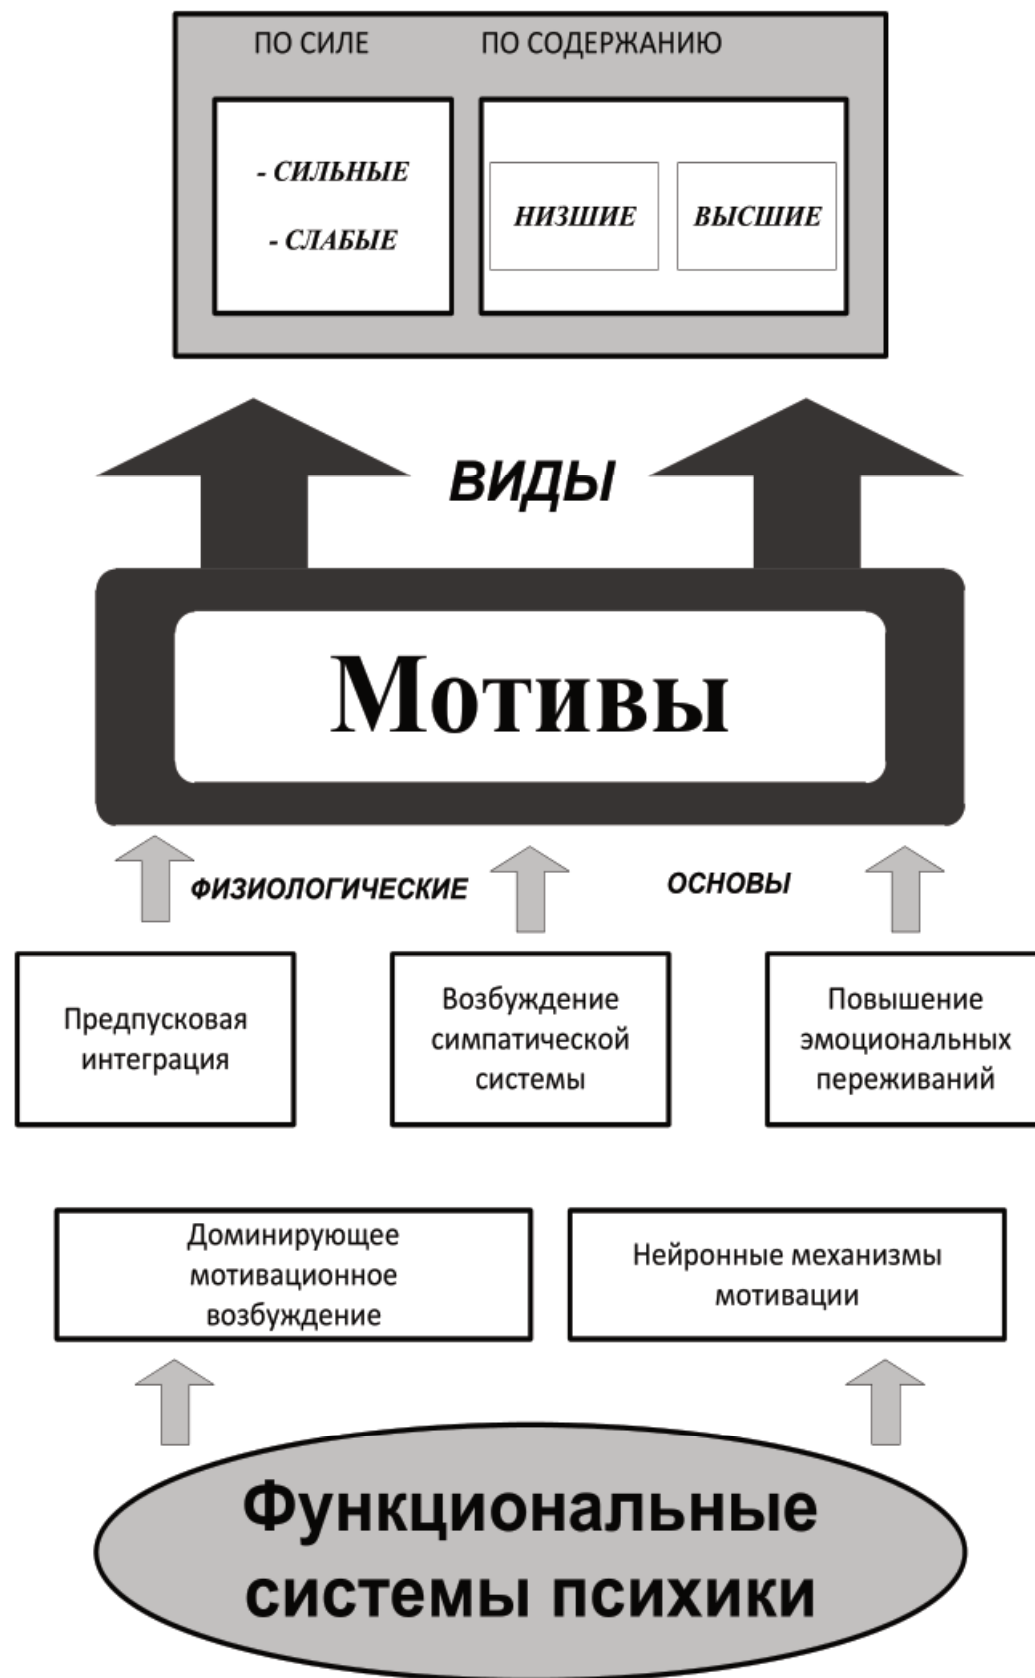 ПО СИЛЕ
ПО СОДЕРЖАНИЮ
- СИЛЬНЫЕ
- СЛАБЫЕ
НИЗШИЕ
ВЫСШИЕ
ВИДЫ
Мотивы
ФИЗИОЛОГИЧЕСКИЕ
ОСНОВЫ
Предпусковая
интеграция
Возбуждение
симпатической
системы
Повышение
эмоциональных
переживаний
Доминирующее
мотивационное
возбуждение
Нейронные механизмы
мотивации
Функциональные
системы психики